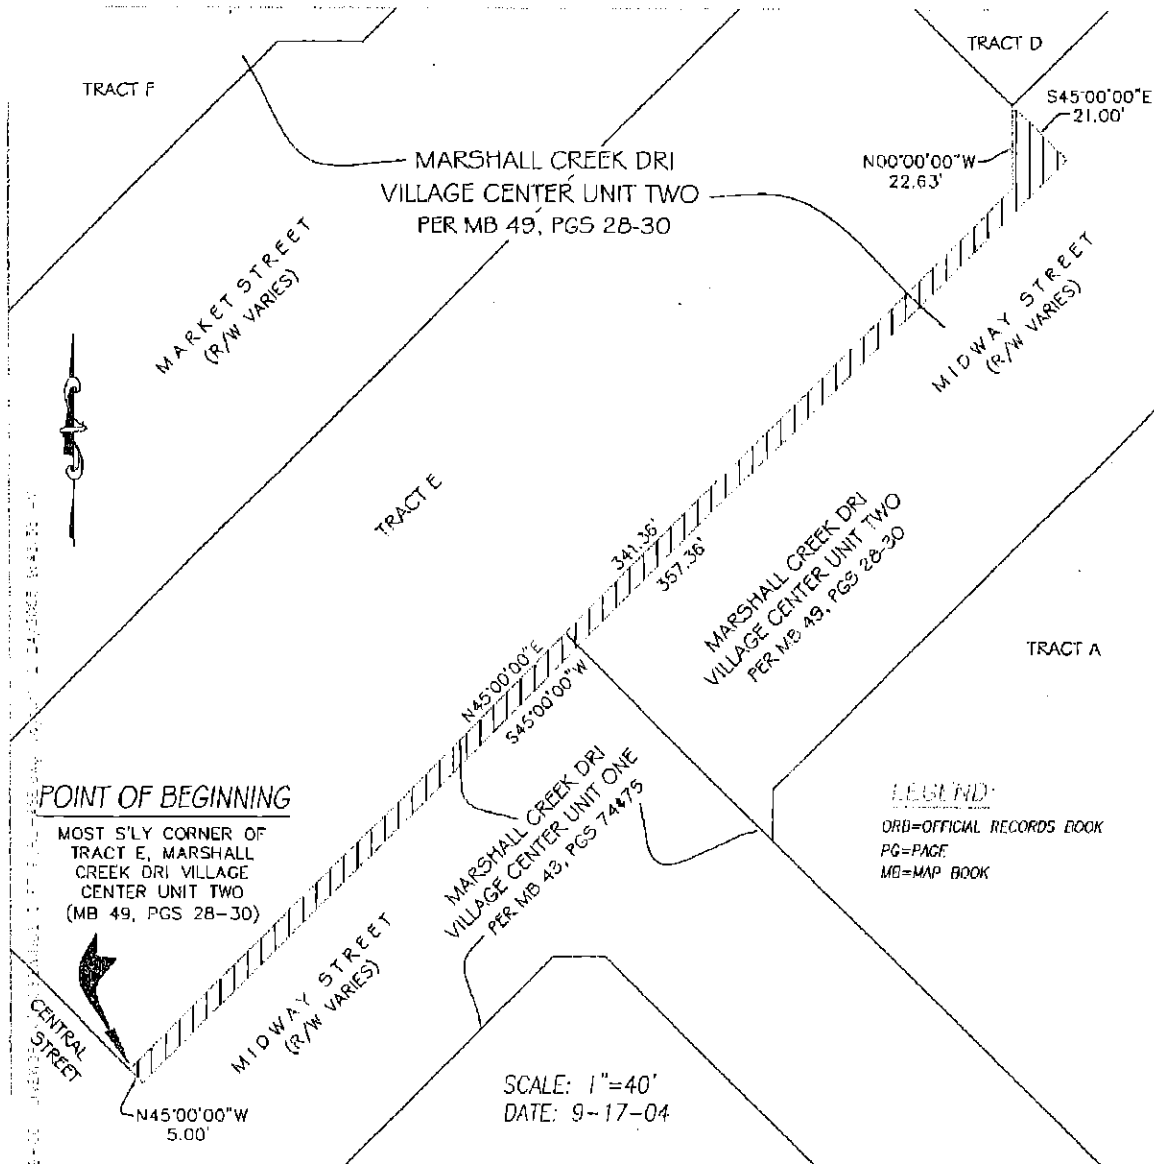 TRACT F
TRACT D
S45°00'00"E
21.00'
N00°00'00"W
22.63'
MARSHALL CREEK DRI
VILLAGE CENTER UNIT TWO
PER MB 49, PGS 28-30
MARKET STREET
(R/W VARIES)
MIDWAY STREET
(R/W VARIES)
TRACT E
341.36'
357.36'
MARSHALL CREEK DRI
VILLAGE CENTER UNIT TWO
PER MB 49, PGS 28-30
TRACT A
N45°00'00"E
S45°00'00"W
MARSHALL CREEK DRI
VILLAGE CENTER UNIT ONE
PER MB 43, PGS 74&75
POINT OF BEGINNING
MOST S'LY CORNER OF
TRACT E, MARSHALL
CREEK DRI VILLAGE
CENTER UNIT TWO
(MB 49, PGS 28-30)
LEGEND:
ORB=OFFICIAL RECORDS BOOK
PG=PAGE
MB=MAP BOOK
MIDWAY STREET
(R/W VARIES)
CENTRAL
STREET
N45°00'00"W
5.00'
SCALE: 1"=40'
DATE: 9-17-04